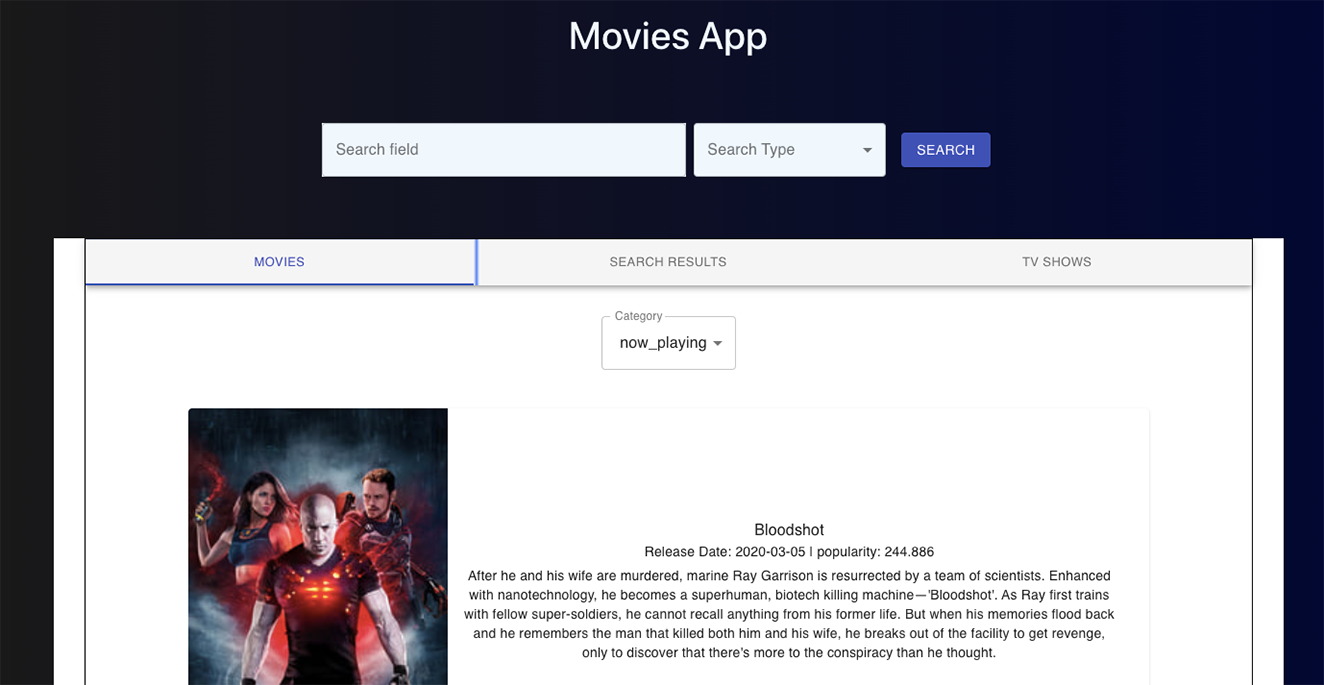 Movies App
Search field
Search Type
SEARCH
MOVIES
SEARCH RESULTS
TV SHOWS
Category
now_playing
Bloodshot
Release Date: 2020-03-05 | popularity: 244.886
After he and his wife are murdered, marine Ray Garrison is resurrected by a team of scientists. Enhanced
with nanotechnology, he becomes a superhuman, biotech killing machine—'Bloodshot'. As Ray first trains
with fellow super-soldiers, he cannot recall anything from his former life. But when his memories flood back
and he remembers the man that killed both him and his wife, he breaks out of the facility to get revenge,
only to discover that there's more to the conspiracy than he thought.